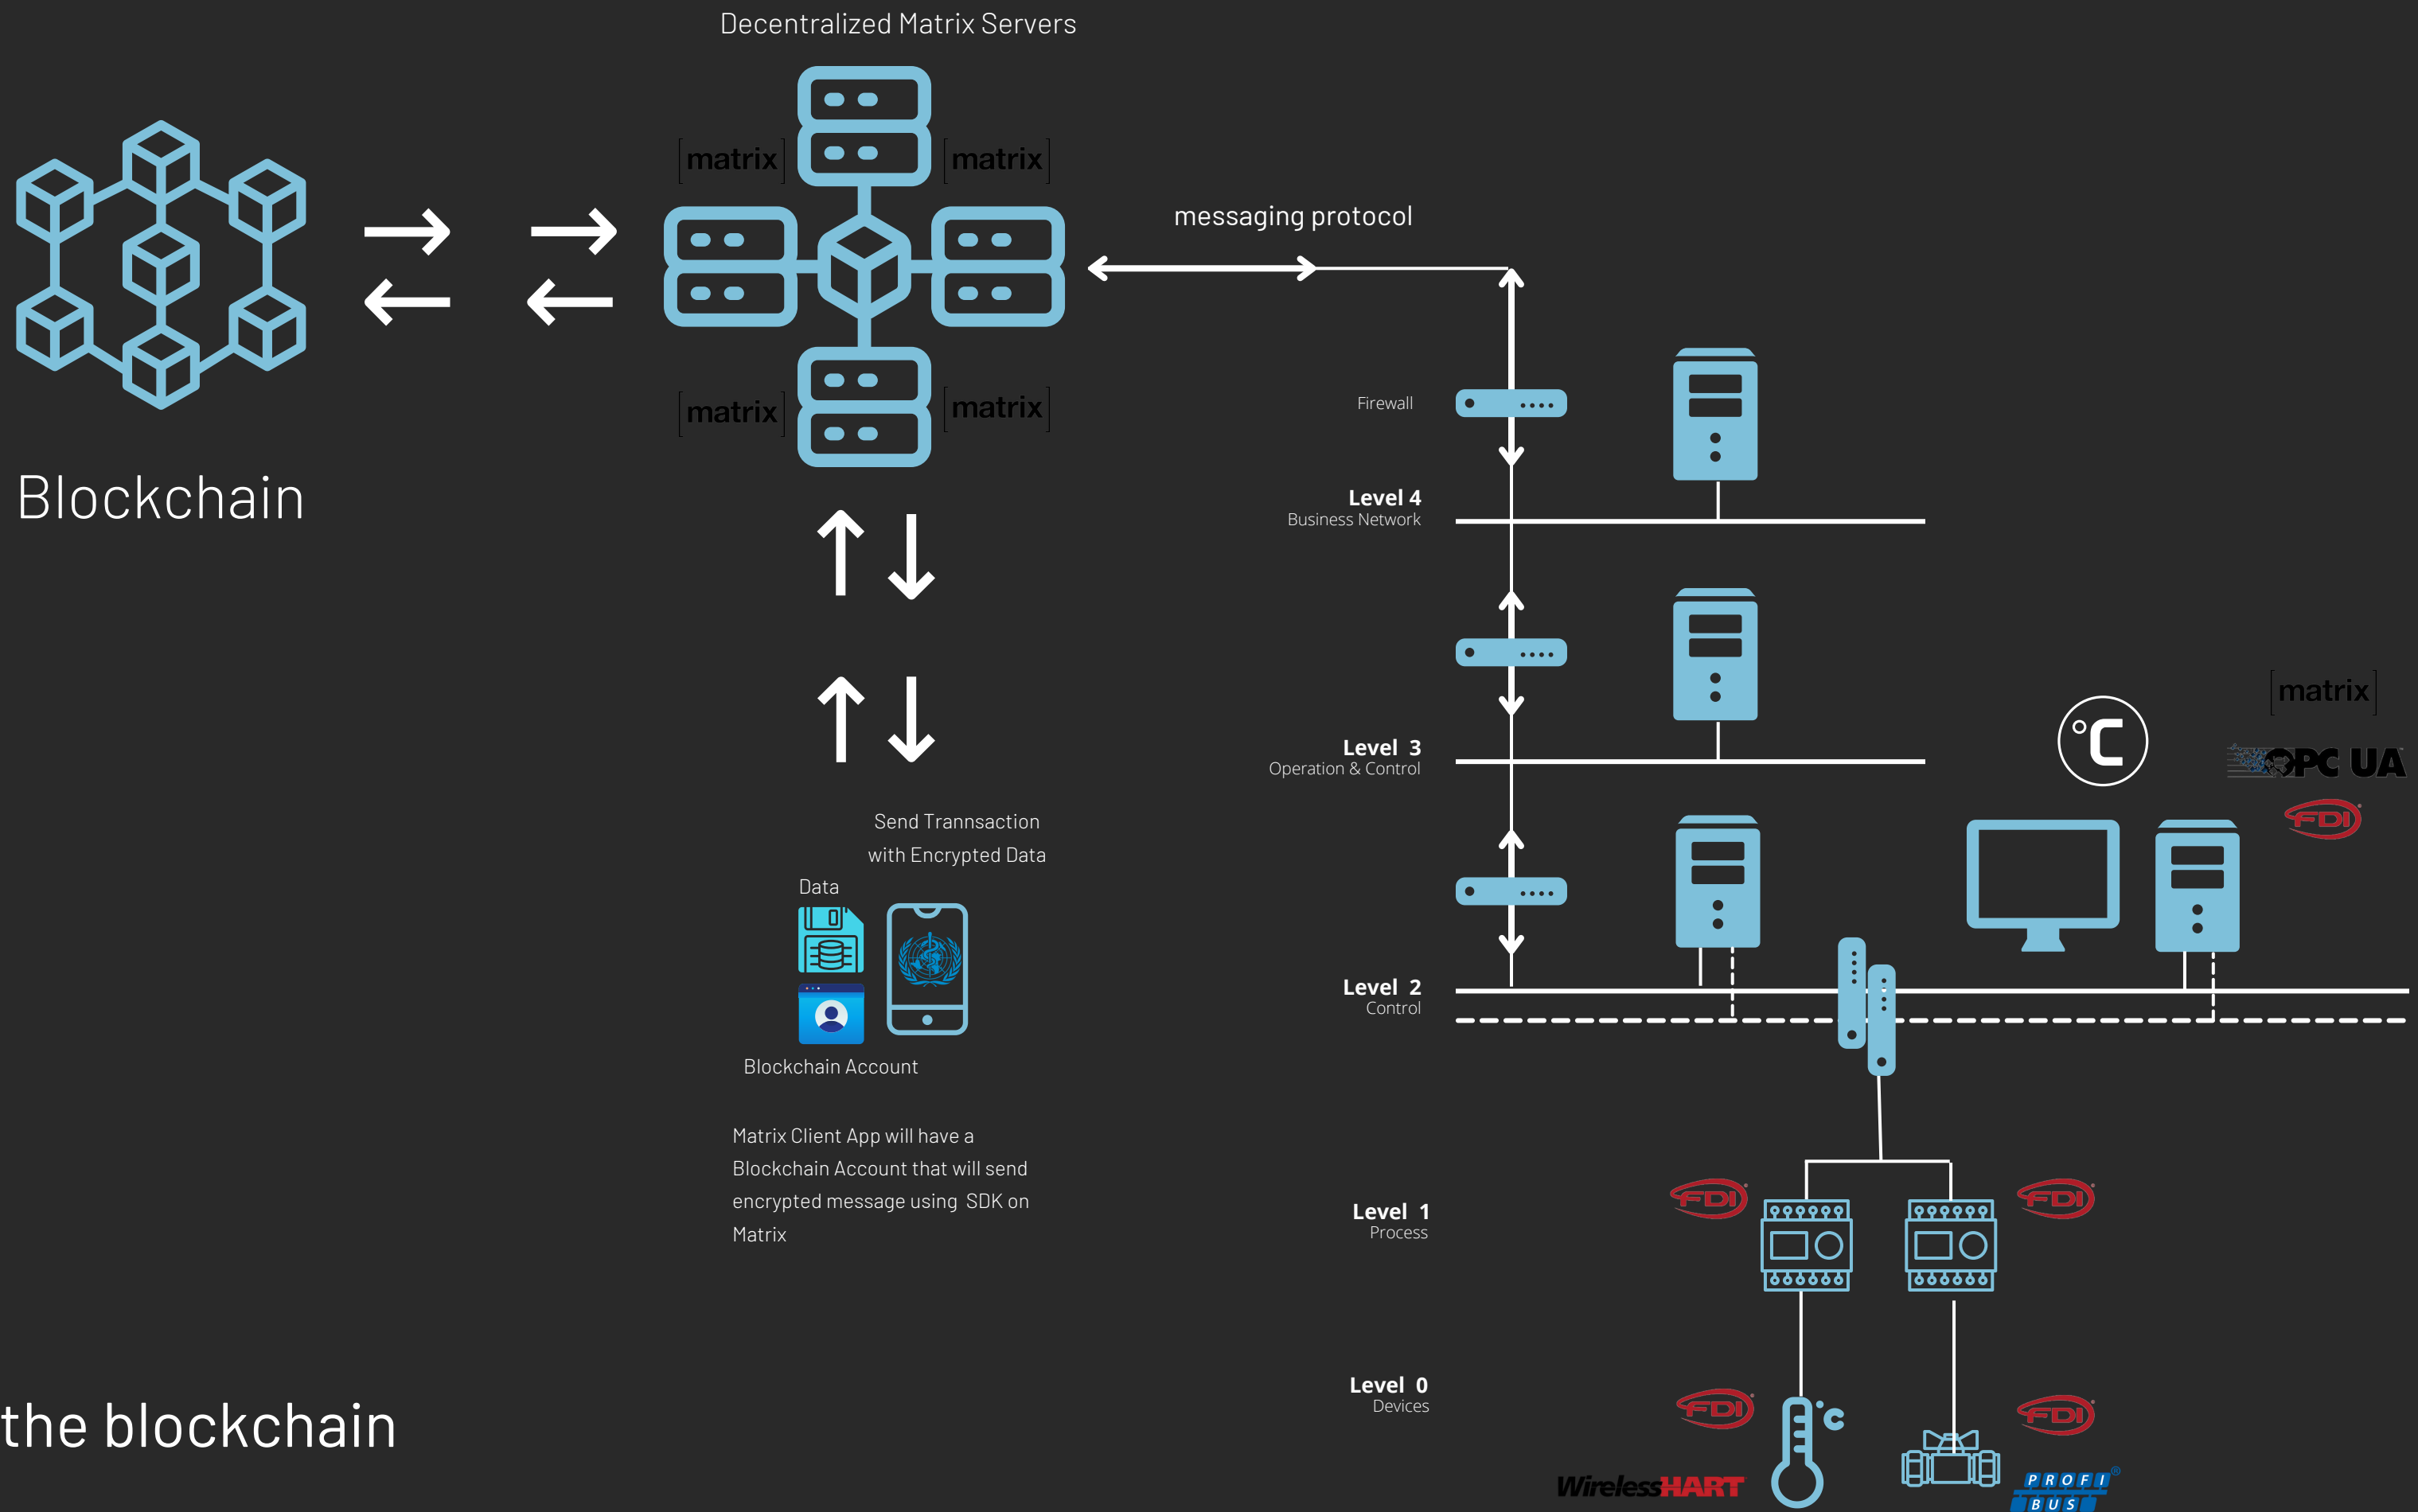 Decentralized Matrix Servers
[matrix]
[matrix]
messaging protocol
[matrix]
[matrix]
Firewall
Blockchain
Level 4
Business Network
[matrix]
°C
Level 3
Operation & Control
OPC UA
FDI
Send Trannsaction
with Encrypted Data
Data
Level 2
Control
Blockchain Account
Matrix Client App will have a
Blockchain Account that will send
encrypted message using SDK on
Matrix
FDI
FDI
Level 1
Process
Level 0
Devices
FDI
FDI
°C
the blockchain
WirelessHART
PROFI
BUS